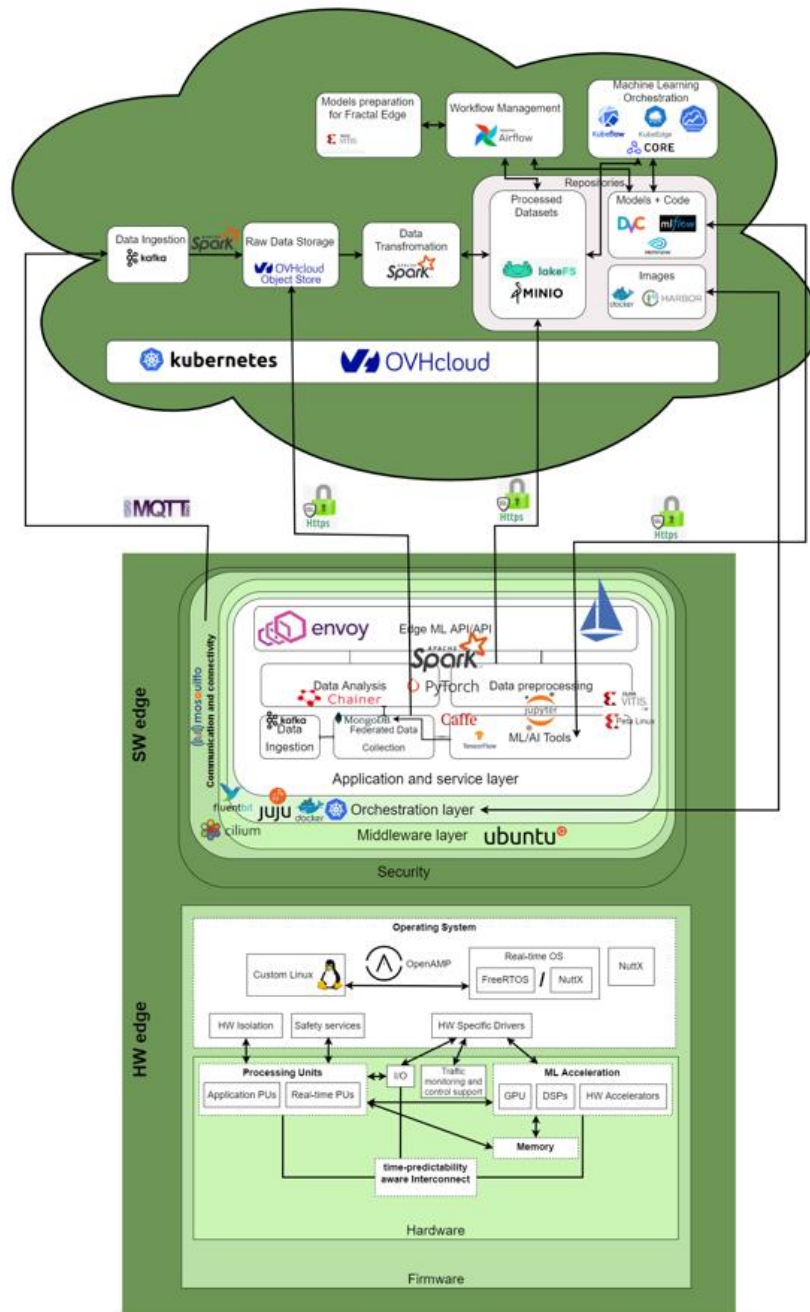 Models preparation
for Fractal Edge
VITIS
Workflow Management
APACHE
Airflow
Machine Learning
Orchestration
Kubeflow
KubeEdge
CORE
Repositories
Processed
Datasets
lakeFS
MINIO
Models + Code
DVC
mlflow
Images
docker
HARBOR
Data Ingestion
kafka
APACHE
Spark
Raw Data Storage
OVHcloud
Object Store
Data
Transfromation
APACHE
Spark
kubernetes
OVHcloud
MQTT
Https
Https
Https
SW edge
Communication and connectivity
mosquitto
envoy
Edge ML API/API
APACHE
Spark
Data Analysis
Chainer
PyTorch
Data preprocessing
VITIS
kafka
Data
Ingestion
MongoDB
Federated Data
Collection
Caffe
TensorFlow
jupyter
ML/AI Tools
Peta Linux
Application and service layer
fluentbit
juju
docker
Orchestration layer
cilium
Middleware layer
ubuntu
Security
HW edge
Operating System
Custom Linux
OpenAMP
Real-time OS
FreeRTOS
/
NuttX
NuttX
HW Isolation
Safety services
HW Specific Drivers
Processing Units
Application PUs
Real-time PUs
I/O
Traffic
monitoring and
control support
ML Acceleration
GPU
DSPs
HW Accelerators
Memory
time-predictability
aware Interconnect
Hardware
Firmware